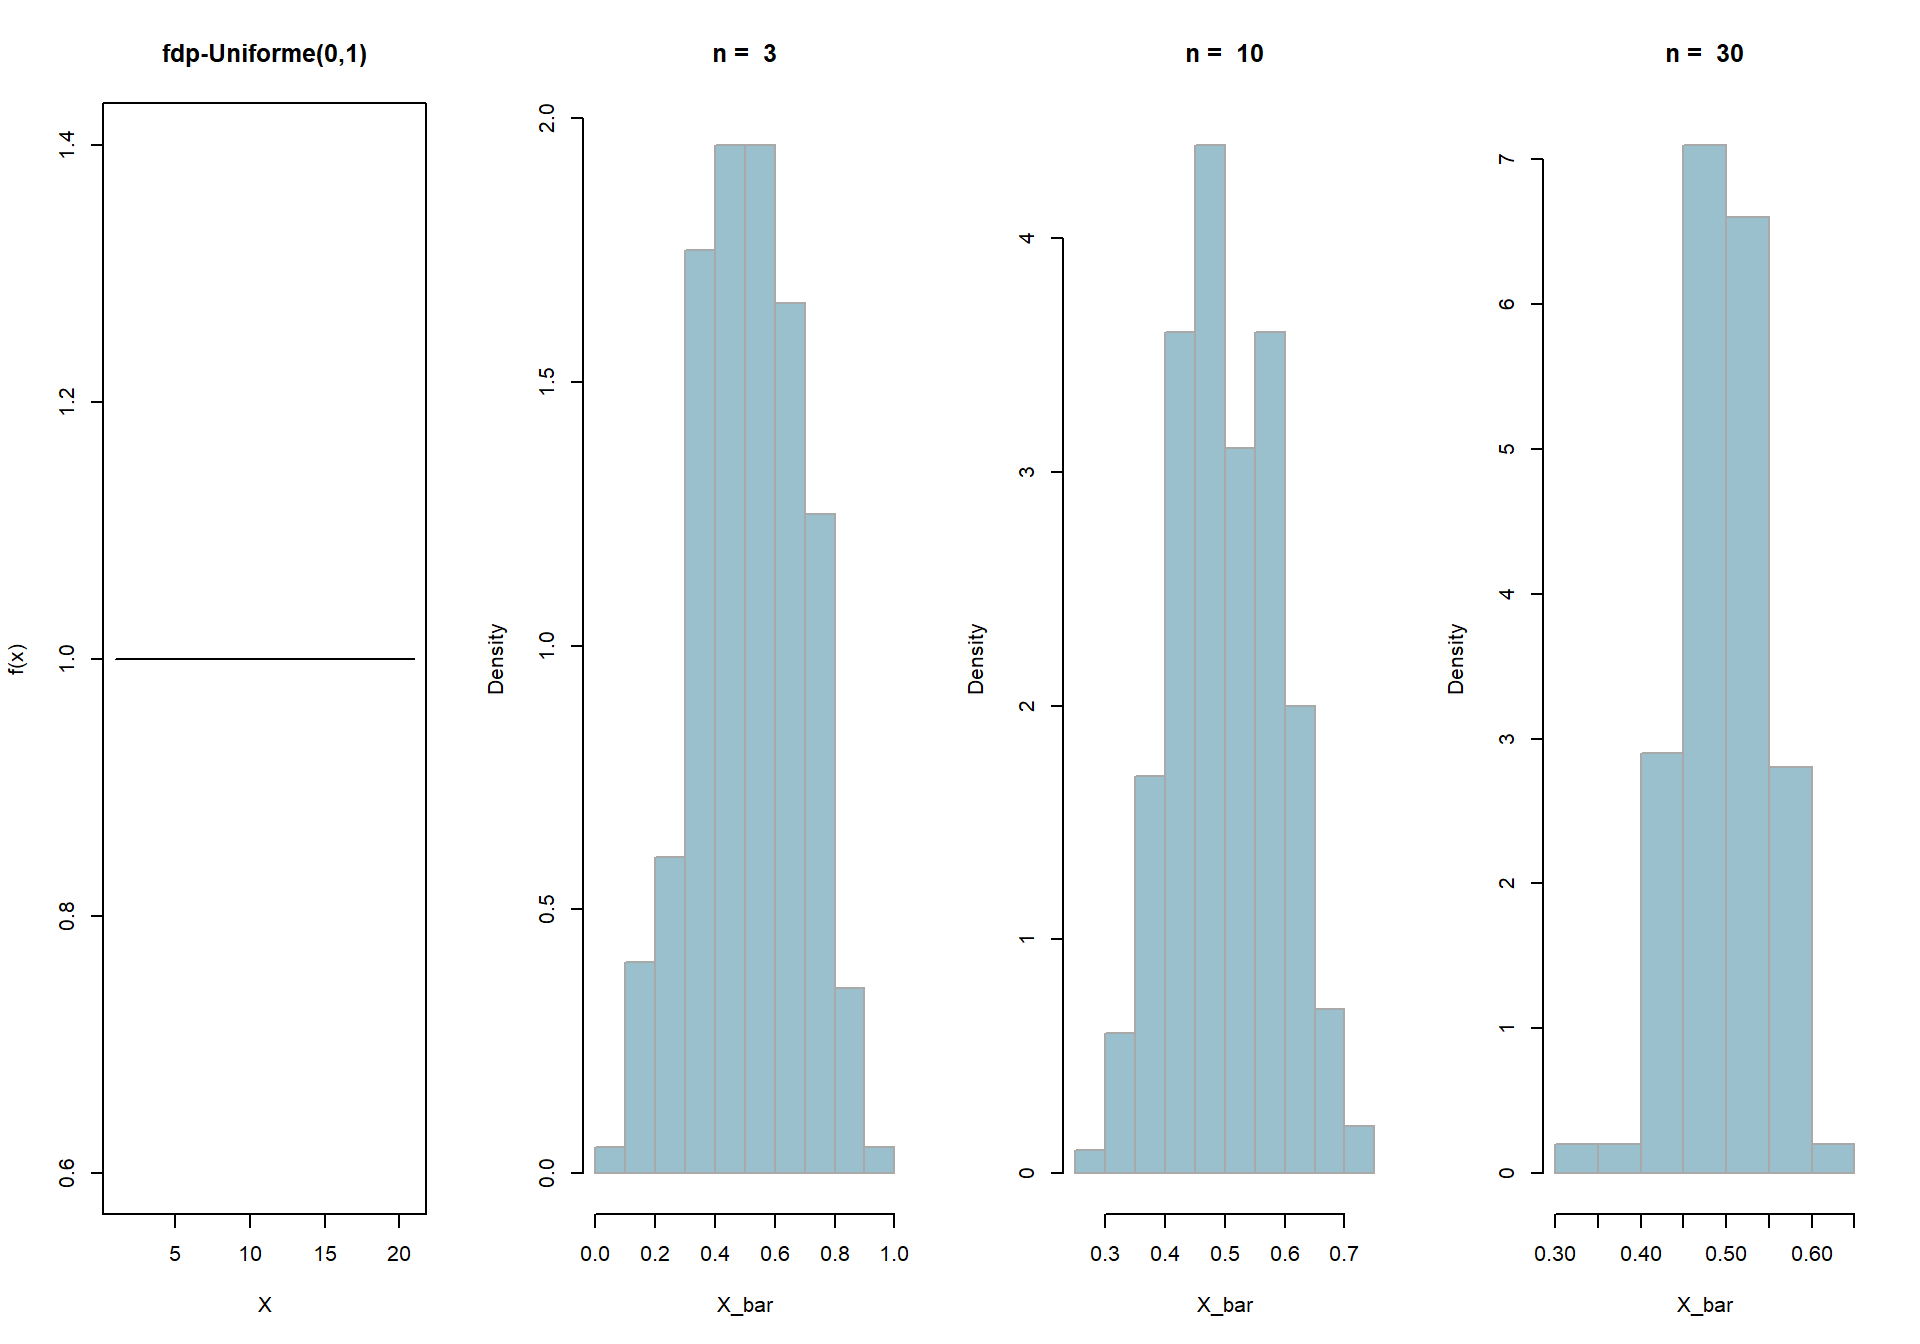 fdp-Uniforme(0,1)
f(x)
0.6 0.8 1.0 1.2 1.4
5 10 15 20
X
n = 3
Density
0.0 0.5 1.0 1.5 2.0
0.0 0.2 0.4 0.6 0.8 1.0
X_bar
n = 10
Density
0 1 2 3 4
0.3 0.4 0.5 0.6 0.7
X_bar
n = 30
Density
0 1 2 3 4 5 6 7
0.30 0.40 0.50 0.60
X_bar